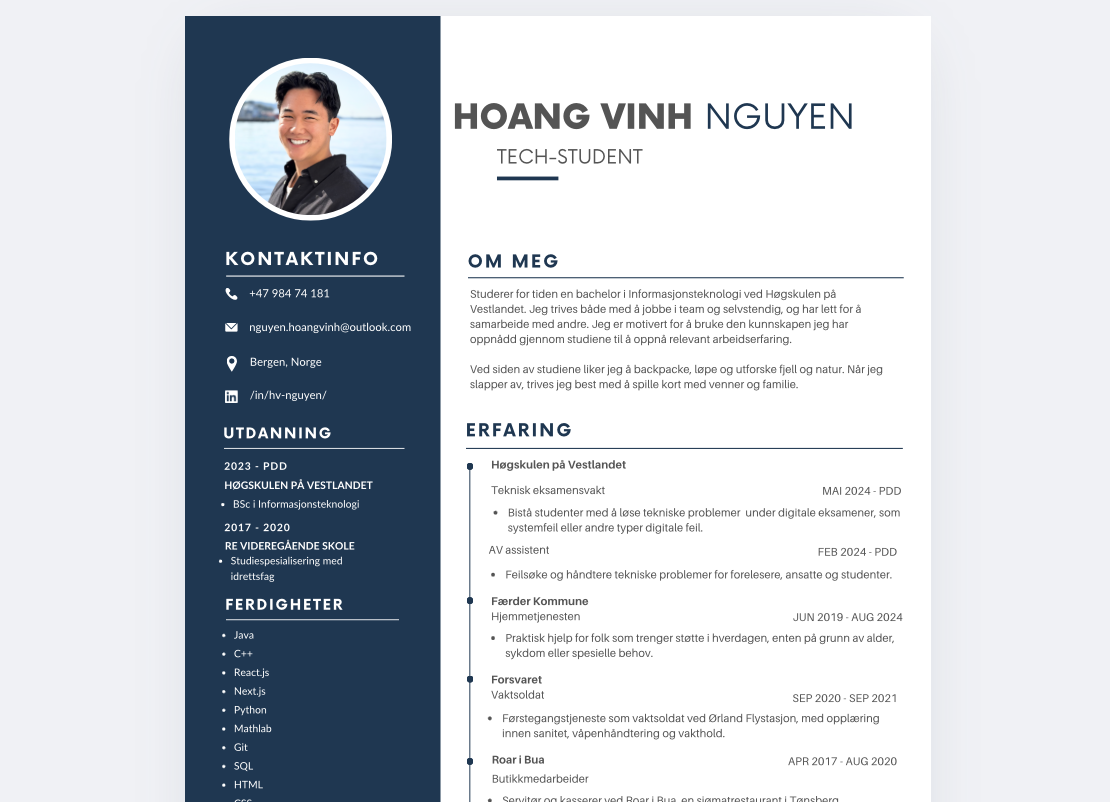 HOANG VINH NGUYEN
TECH-STUDENT
KONTAKTINFO
+47 984 74 181
nguyen.hoangvinh@outlook.com
Bergen, Norge
/in/hv-nguyen/
UTDANNING
2023 - PDD
HØGSKULEN PÅ VESTLANDET
• BSc i Informasjonsteknologi
2017 - 2020
RE VIDEREGÅENDE SKOLE
• Studiespesialisering med
idrettsfag
FERDIGHETER
• Java
• C++
• React.js
• Next.js
• Python
• Mathlab
• Git
• SQL
• HTML
• CSS
OM MEG
Studerer for tiden en bachelor i Informasjonsteknologi ved Høgskulen på
Vestlandet. Jeg trives både med å jobbe i team og selvstendig, og har lett for å
samarbeide med andre. Jeg er motivert for å bruke den kunnskapen jeg har
oppnådd gjennom studiene til å oppnå relevant arbeidserfaring.
Ved siden av studiene liker jeg å backpacke, løpe og utforske fjell og natur. Når jeg
slapper av, trives jeg best med å spille kort med venner og familie.
ERFARING
Høgskulen på Vestlandet
Teknisk eksamensvakt MAI 2024 - PDD
• Bistå studenter med å løse tekniske problemer under digitale eksamener, som
systemfeil eller andre typer digitale feil.
AV assistent FEB 2024 - PDD
• Feilsøke og håndtere tekniske problemer for forelesere, ansatte og studenter.
Færder Kommune
Hjemmetjenesten JUN 2019 - AUG 2024
• Praktisk hjelp for folk som trenger støtte i hverdagen, enten på grunn av alder,
sykdom eller spesielle behov.
Forsvaret
Vaktsoldat SEP 2020 - SEP 2021
• Førstegangstjeneste som vaktsoldat ved Ørland Flystasjon, med opplæring
innen sanitet, våpenhåndtering og vakthold.
Roar i Bua APR 2017 - AUG 2020
Butikkmedarbeider
• Servitør og kasserer ved Roar i Bua, en sjømatrestaurant i Tønsberg